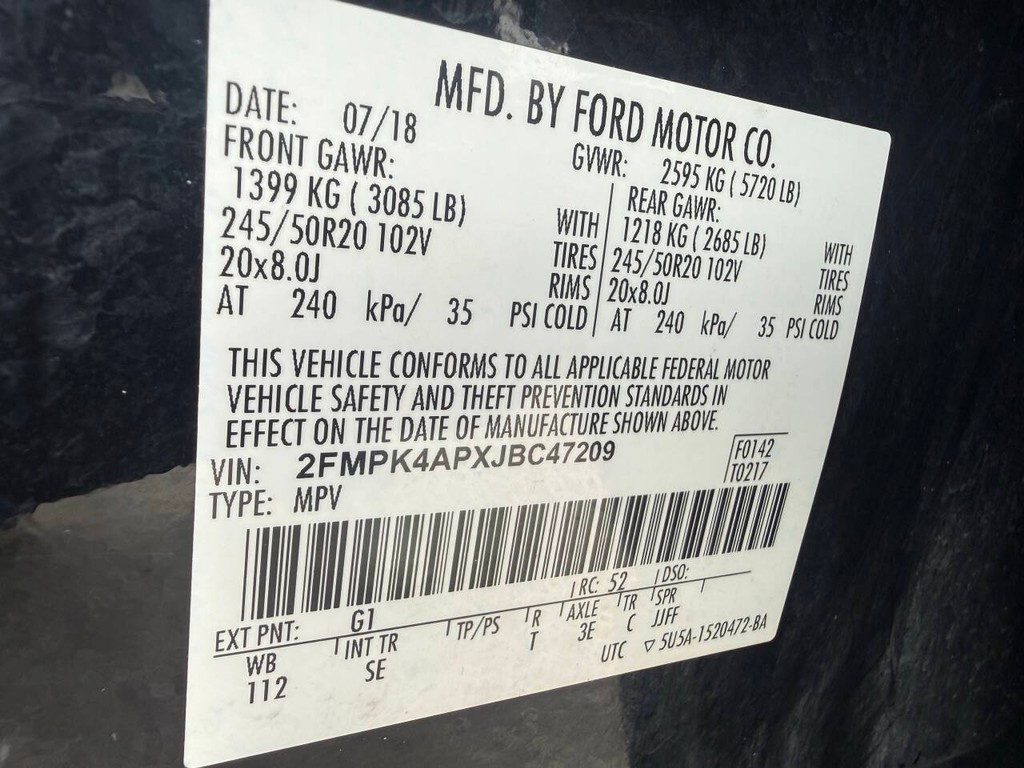 MFD. BY FORD MOTOR CO.
DATE: 07/18 GVWR: 2595 KG ( 5720 LB)
FRONT GAWR: REAR GAWR:
1399 KG ( 3085 LB) WITH 1218 KG ( 2685 LB) WITH
245/50R20 102V TIRES 245/50R20 102V TIRES
20x8.0J RIMS 20x8.0J RIMS
AT 240 kPa/ 35 PSI COLD AT 240 kPa/ 35 PSI COLD
THIS VEHICLE CONFORMS TO ALL APPLICABLE FEDERAL MOTOR
VEHICLE SAFETY AND THEFT PREVENTION STANDARDS IN
EFFECT ON THE DATE OF MANUFACTURE SHOWN ABOVE.
VIN: 2FMPK4APXJBC47209 F0142
TYPE: MPV T0217
EXT PNT: G1 RC: 52 DSO:
WB INT TR TP/PS R AXLE TR SPR
112 SE T 3E C JJFF
UTC ▽ 5U5A-1520472-BA